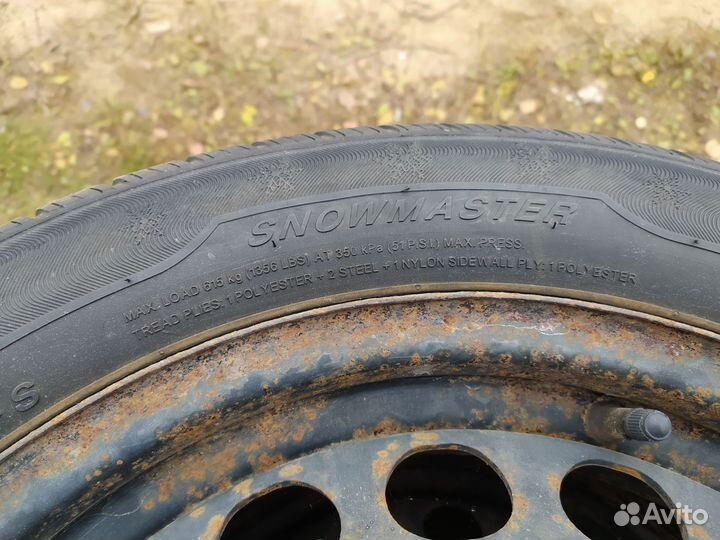 SNOWMASTER
MAX. LOAD 615 kg (1356 LBS) AT 350 kPa (51 P.S.I.) MAX. PRESS.
TREAD PLIES: 1 POLYESTER + 2 STEEL + 1 NYLON SIDEWALL PLY: 1 POLYESTER
S
Avito